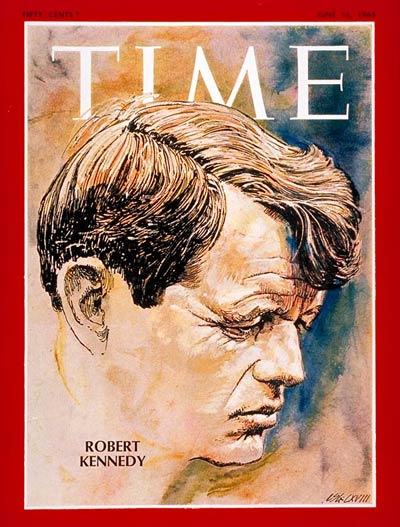 FIFTY CENTS
JUNE 14, 1968
TIME
ROBERT
KENNEDY